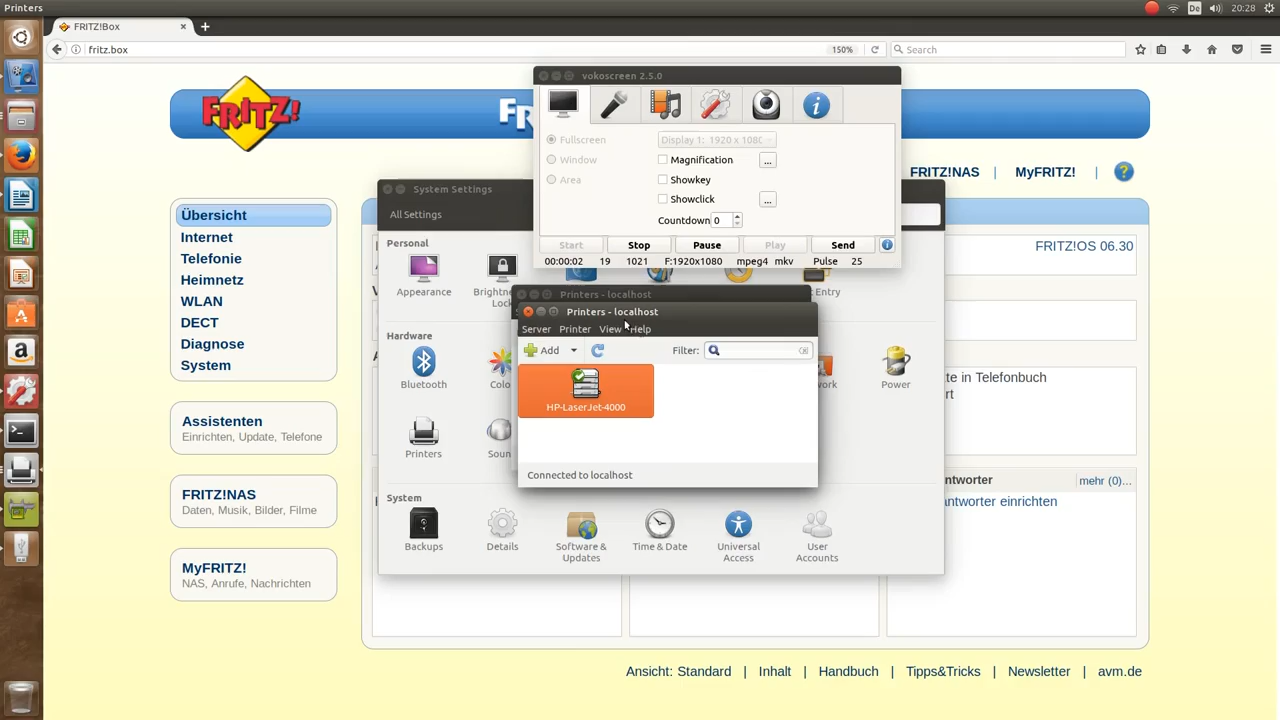 Printers
De
20:28
FRITZ!Box
fritz.box
150%
Search
FRITZ!
FR
FRITZ!NAS | MyFRITZ! |
Übersicht
Internet
Telefonie
Heimnetz
WLAN
DECT
Diagnose
System
Assistenten
Einrichten, Update, Telefone
FRITZ!NAS
Daten, Musik, Bilder, Filme
MyFRITZ!
NAS, Anrufe, Nachrichten
FRITZ!OS 06.30
te in Telefonbuch
mehr (0)...
vokoscreen 2.5.0
Fullscreen
Window
Area
Display 1: 1920 x 1080
Magnification
...
Showkey
Showclick
...
Countdown 0
Start Stop Pause Play Send
00:00:02 19 1021 F:1920x1080 mpeg4 mkv Pulse 25
System Settings
All Settings
Personal
Appearance
Entry
Hardware
Bluetooth
Power
Printers
System
Backups
Details
Software &
Updates
Time & Date
Universal
Access
User
Accounts
Printers - localhost
Printers - localhost
Server Printer View Help
Add
Filter:
HP-LaserJet-4000
Connected to localhost
Ansicht: Standard | Inhalt | Handbuch | Tipps&Tricks | Newsletter | avm.de